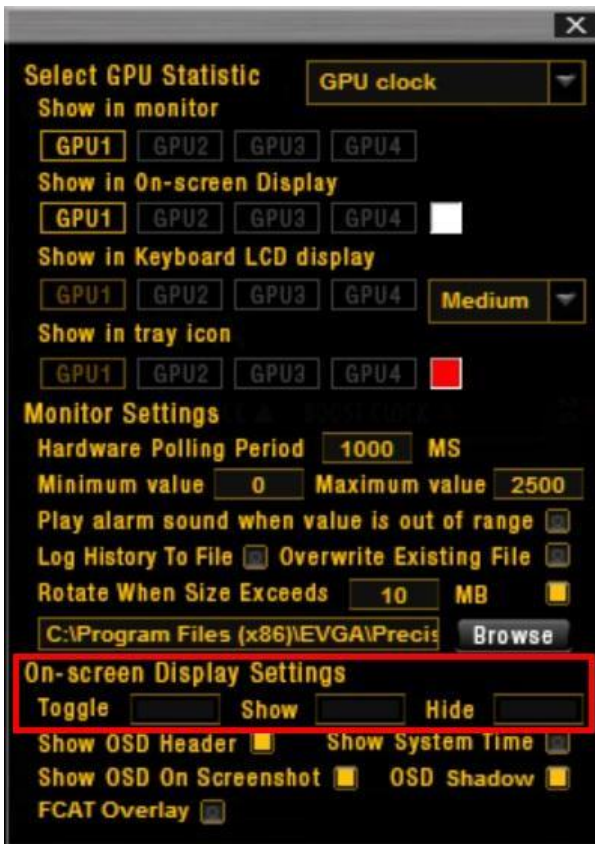 Select GPU Statistic GPU clock
Show in monitor
GPU1 GPU2 GPU3 GPU4
Show in On-screen Display
GPU1 GPU2 GPU3 GPU4
Show in Keyboard LCD display
GPU1 GPU2 GPU3 GPU4 Medium
Show in tray icon
GPU1 GPU2 GPU3 GPU4
Monitor Settings
Hardware Polling Period 1000 MS
Minimum value 0 Maximum value 2500
Play alarm sound when value is out of range
Log History To File Overwrite Existing File
Rotate When Size Exceeds 10 MB
C:\Program Files (x86)\EVGA\Precis Browse
On-screen Display Settings
Toggle Show Hide
Show OSD Header Show System Time
Show OSD On Screenshot OSD Shadow
FCAT Overlay